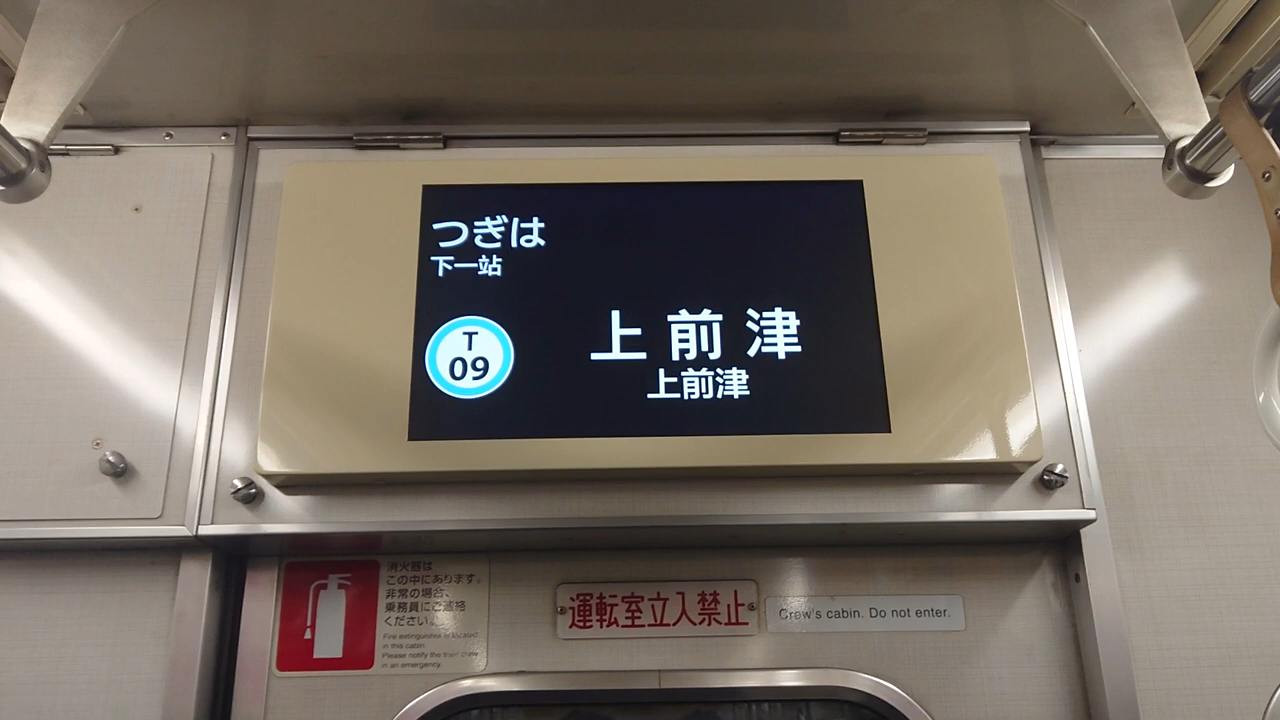 つぎは
下一站
T
09
上前津
上前津
消火器は
この中にあります。
非常の場合、
乗務員にご連絡
ください。
Fire extinguisher is located
in this cabin.
Please notify the train crew
in an emergency.
運転室立入禁止
Crew's cabin. Do not enter.